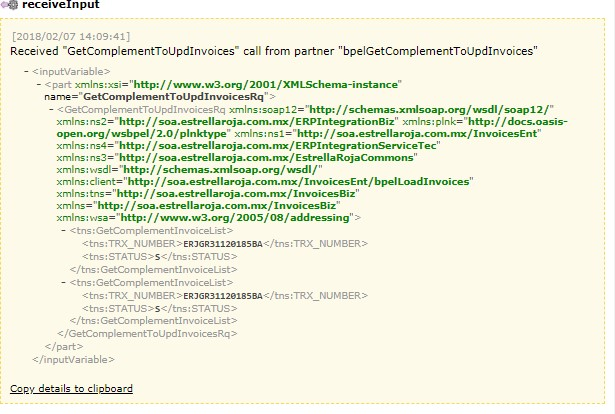 receiveInput
[2018/02/07 14:09:41]
Received "GetComplementToUpdInvoices" call from partner "bpelGetComplementToUpdInvoices"
- <inputVariable>
- <part xmlns:xsi="http://www.w3.org/2001/XMLSchema-instance"
name="GetComplementToUpdInvoicesRq">
- <GetComplementToUpdInvoicesRq xmlns:soap12="http://schemas.xmlsoap.org/wsdl/soap12/"
xmlns:ns2="http://soa.estrellaroja.com.mx/ERPIntegrationBiz" xmlns:plnk="http://docs.oasis-
open.org/wsbpel/2.0/plnktype" xmlns:ns1="http://soa.estrellaroja.com.mx/InvoicesEnt"
xmlns:ns4="http://soa.estrellaroja.com.mx/ERPIntegrationServiceTec"
xmlns:ns3="http://soa.estrellaroja.com.mx/EstrellaRojaCommons"
xmlns:wsdl="http://schemas.xmlsoap.org/wsdl/"
xmlns:client="http://soa.estrellaroja.com.mx/InvoicesEnt/bpelLoadInvoices"
xmlns:tns="http://soa.estrellaroja.com.mx/InvoicesBiz"
xmlns="http://soa.estrellaroja.com.mx/InvoicesBiz"
xmlns:wsa="http://www.w3.org/2005/08/addressing">
- <tns:GetComplementInvoiceList>
<tns:TRX_NUMBER>ERJGR31120185BA</tns:TRX_NUMBER>
<tns:STATUS>S</tns:STATUS>
</tns:GetComplementInvoiceList>
- <tns:GetComplementInvoiceList>
<tns:TRX_NUMBER>ERJGR31120185BA</tns:TRX_NUMBER>
<tns:STATUS>S</tns:STATUS>
</tns:GetComplementInvoiceList>
</GetComplementToUpdInvoicesRq>
</part>
</inputVariable>
Copy details to clipboard